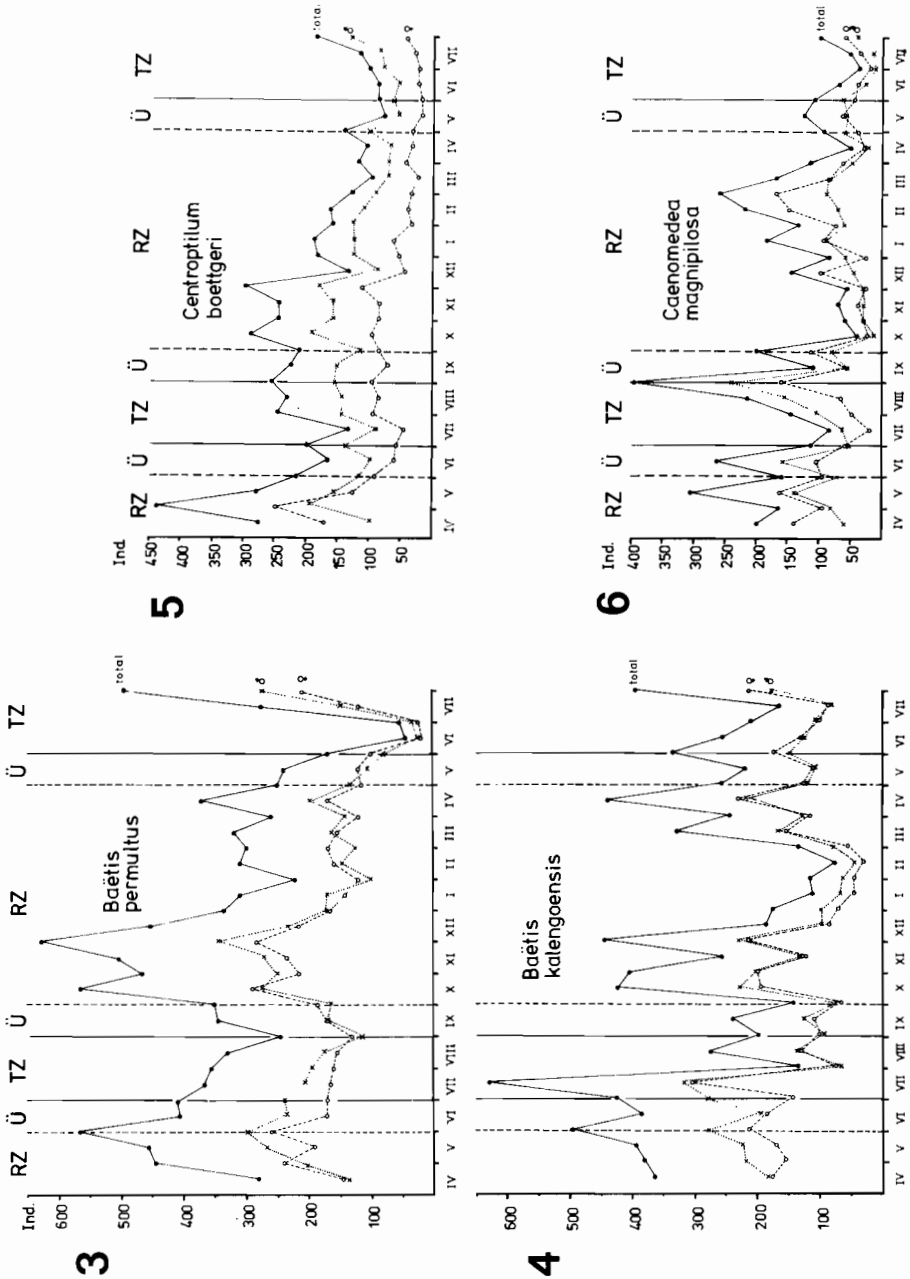 3
Ind.
600
500
400
300
200
100
RZ Ü TZ Ü RZ Ü TZ
Baëtis
permultus
total
♀
♂
IV V VI VII VIII IX X XI XII I II III IV V VI VII
4
600
500
400
300
200
100
Baëtis
kalengoensis
total
♂ ♀
IV V VI VII VIII IX X XI XII I II III IV V VI VII
5
Ind.
450
400
350
300
250
200
150
100
50
RZ Ü TZ Ü RZ Ü TZ
Centroptilum
boettgeri
total
♀
♂
IV V VI VII VIII IX X XI XII I II III IV V VI VII
6
Ind.
400
350
300
250
200
150
100
50
RZ Ü TZ Ü RZ Ü TZ
Caenomedea
magnipilosa
total
IV V VI VII VIII IX X XI XII I II III IV V VI VII